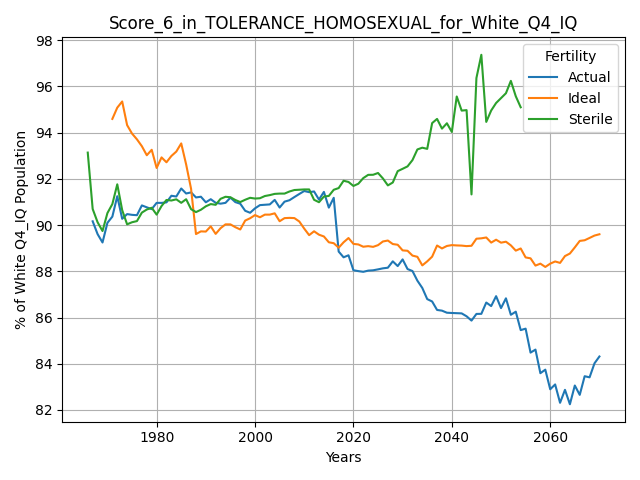 Score_6_in_TOLERANCE_HOMOSEXUAL_for_White_Q4_IQ
98
96
94
92
90
88
86
84
82
% of White Q4_IQ Population
Fertility
Actual
Ideal
Sterile
1980
2000
2020
2040
2060
Years